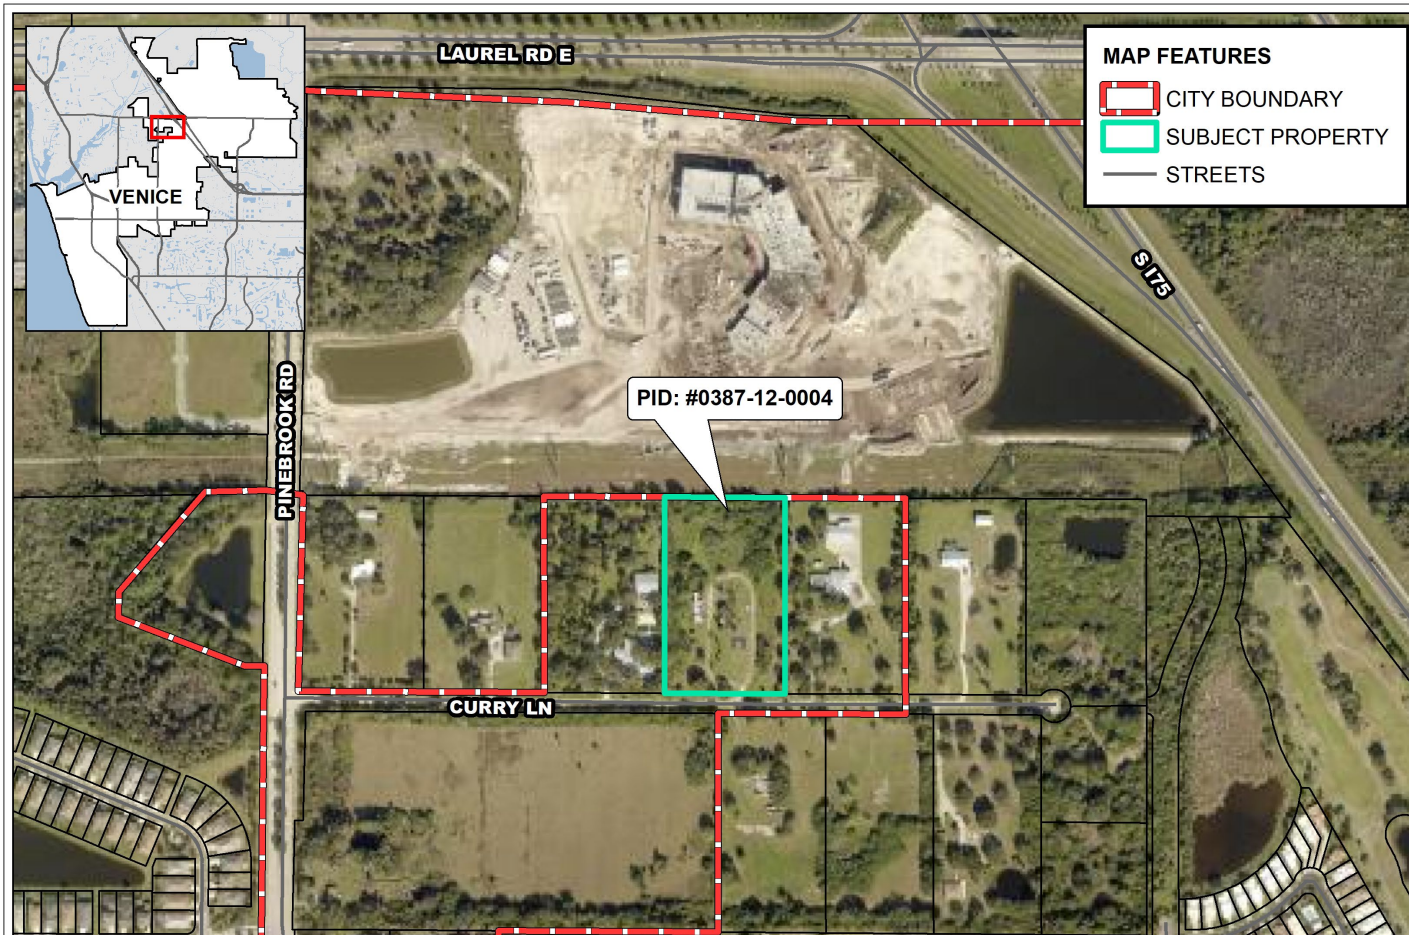 LAUREL RD E
MAP FEATURES
CITY BOUNDARY
SUBJECT PROPERTY
STREETS
VENICE
S I75
PINEBROOK RD
PID: #0387-12-0004
CURRY LN